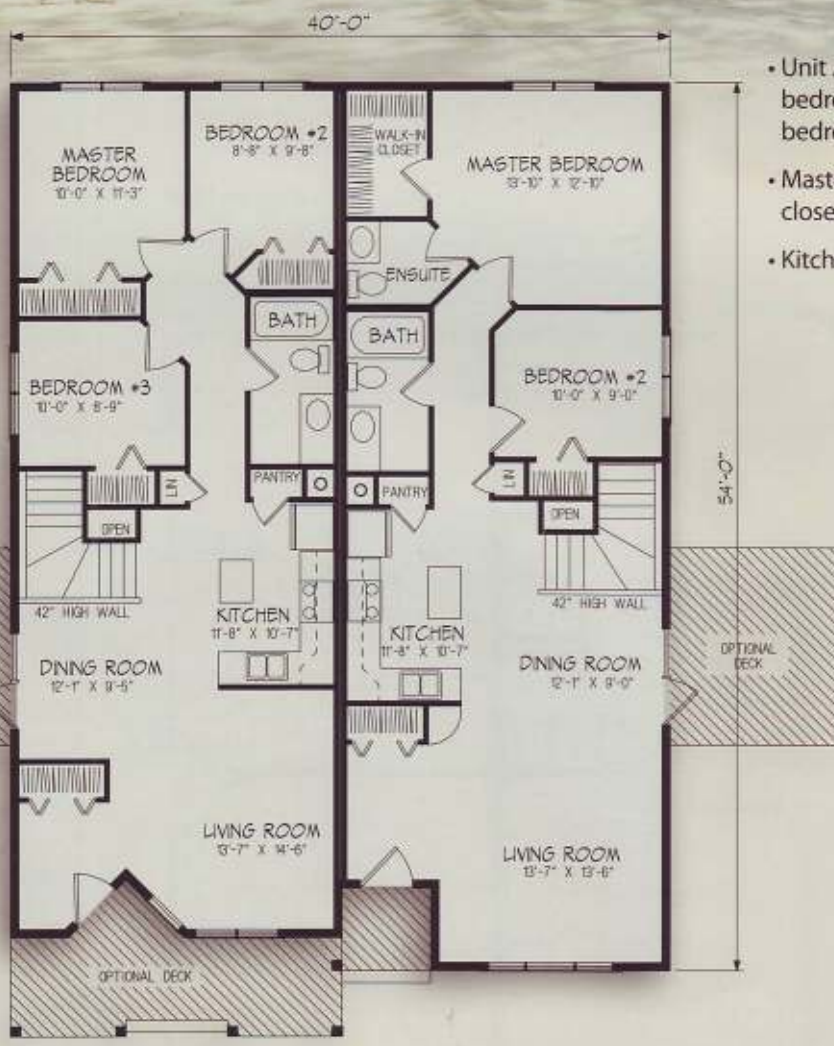 40'-0"
• Unit
bedro
bedro
• Mast
close
• Kitch
MASTER
BEDROOM
10'-0" X 11'-3"
BEDROOM #2
8'-8" X 9'-8"
WALK-IN
CLOSET
MASTER BEDROOM
13'-10" X 12'-10"
ENSUITE
BATH
BATH
BEDROOM #3
10'-0" X 8'-9"
BEDROOM #2
10'-0" X 9'-0"
LIN
PANTRY
PANTRY
LIN
OPEN
OPEN
54'-0"
42" HIGH WALL
KITCHEN
11'-8" X 10'-7"
KITCHEN
11'-8" X 10'-7"
42" HIGH WALL
DINING ROOM
12'-1" X 9'-5"
DINING ROOM
12'-1" X 9'-0"
OPTIONAL
DECK
LIVING ROOM
13'-7" X 14'-6"
LIVING ROOM
13'-7" X 13'-6"
OPTIONAL DECK